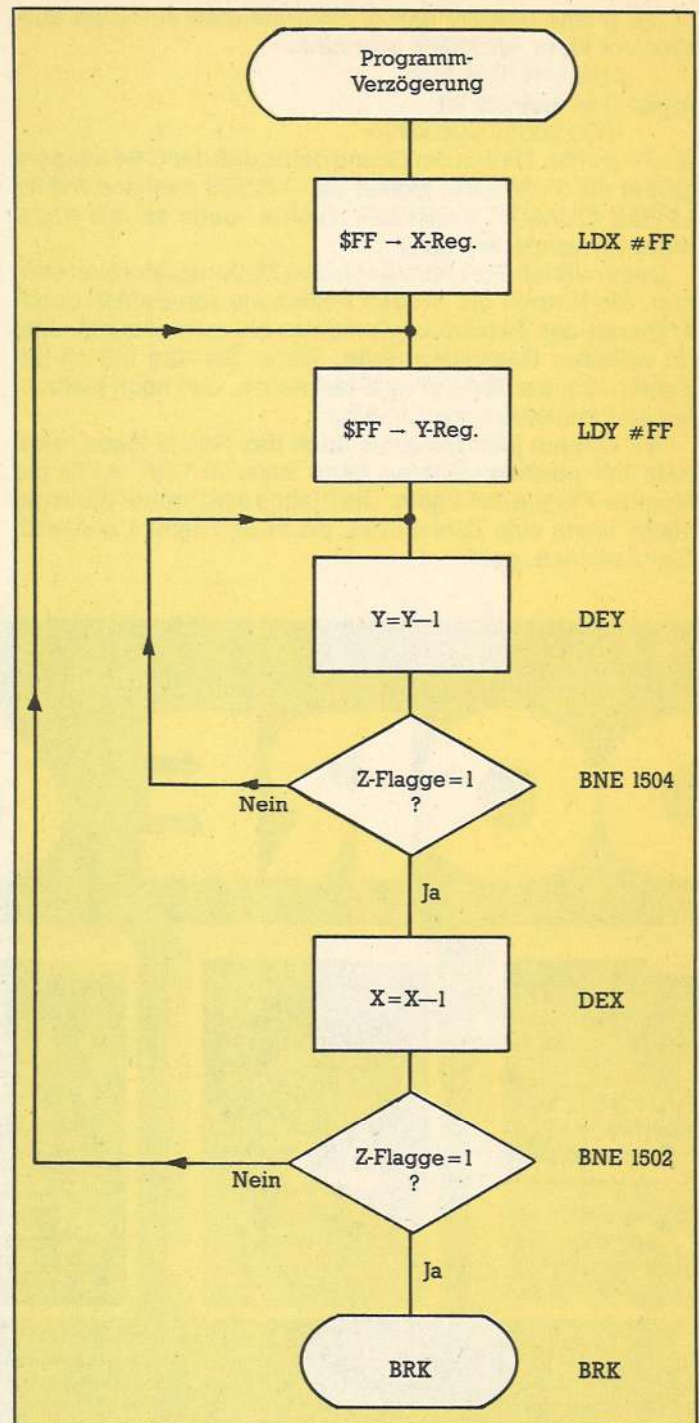 Programm-
Verzögerung
$FF → X-Reg. LDX #FF
$FF → Y-Reg. LDY #FF
Y=Y—1 DEY
Z-Flagge=1 BNE 1504
?
Nein
Ja
X=X—1 DEX
Z-Flagge=1 BNE 1502
?
Nein
Ja
BRK BRK